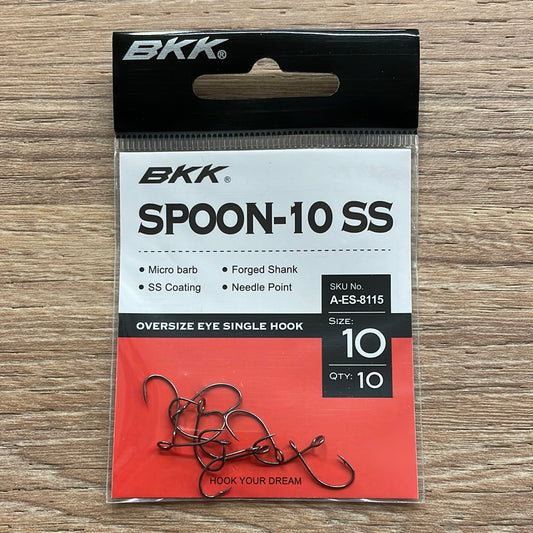 BKK®
BKK®
SPOON-10 SS
• Micro barb • Forged Shank
• SS Coating • Needle Point
SKU No.
A-ES-8115
OVERSIZE EYE SINGLE HOOK
SIZE:
10
QTY: 10
HOOK YOUR DREAM